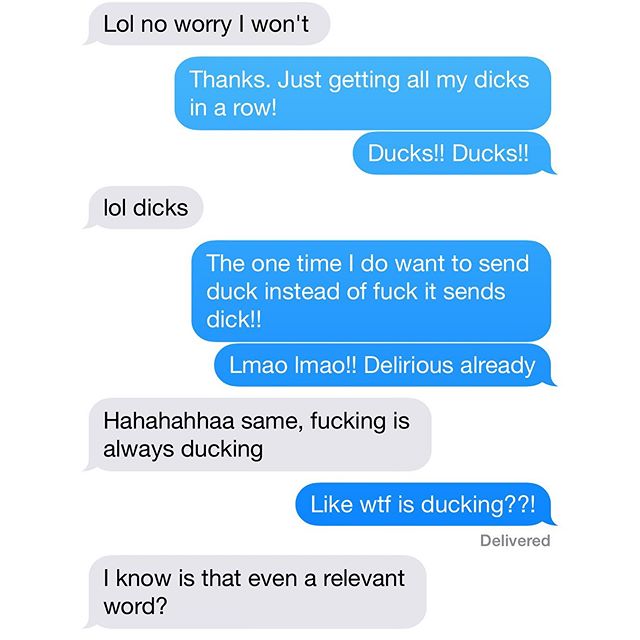 Lol no worry I won't
Thanks. Just getting all my dicks
in a row!
Ducks!! Ducks!!
lol dicks
The one time I do want to send
duck instead of fuck it sends
dick!!
Lmao lmao!! Delirious already
Hahahahhaa same, fucking is
always ducking
Like wtf is ducking??!
Delivered
I know is that even a relevant
word?